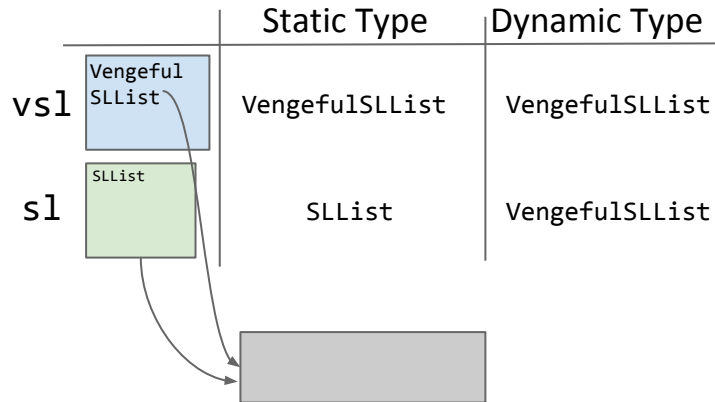 Static Type Dynamic Type
vsl Vengeful
SLList VengefulSLList VengefulSLList
sl SLList SLList VengefulSLList